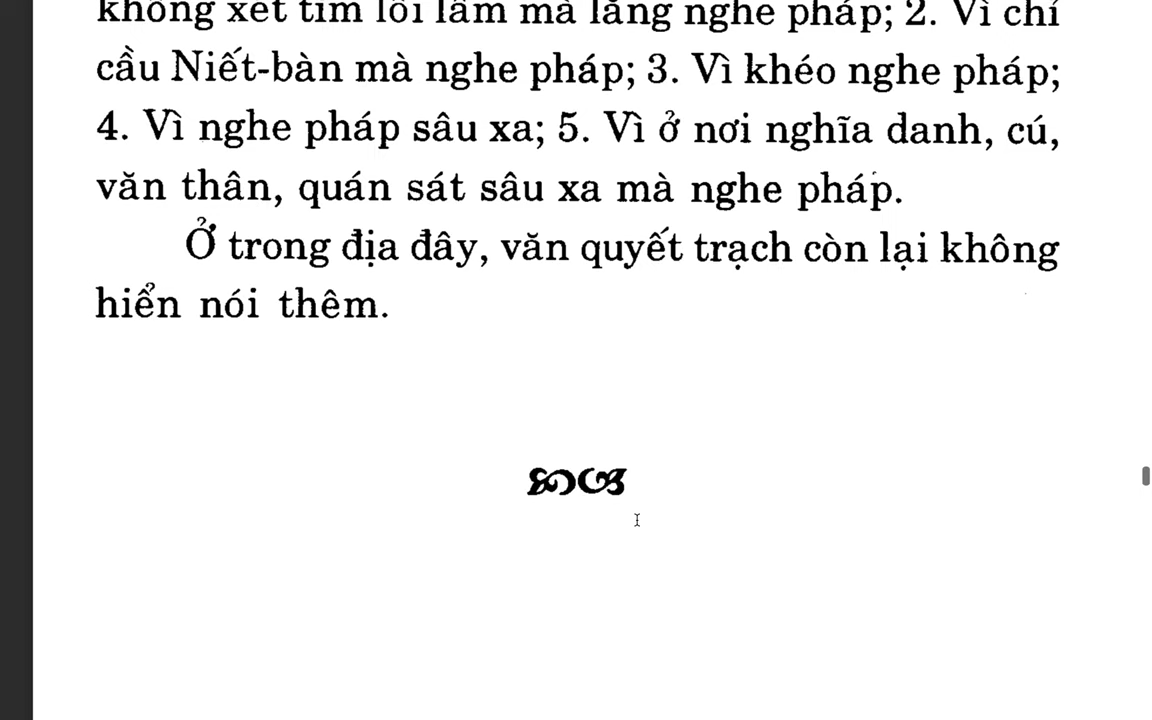 không xét tìm lỗi lầm mà lắng nghe pháp; 2. Vì chỉ
cầu Niết-bàn mà nghe pháp; 3. Vì khéo nghe pháp;
4. Vì nghe pháp sâu xa; 5. Vì ở nơi nghĩa danh, cú,
văn thân, quán sát sâu xa mà nghe pháp.
Ở trong địa đây, văn quyết trạch còn lại không
hiển nói thêm.